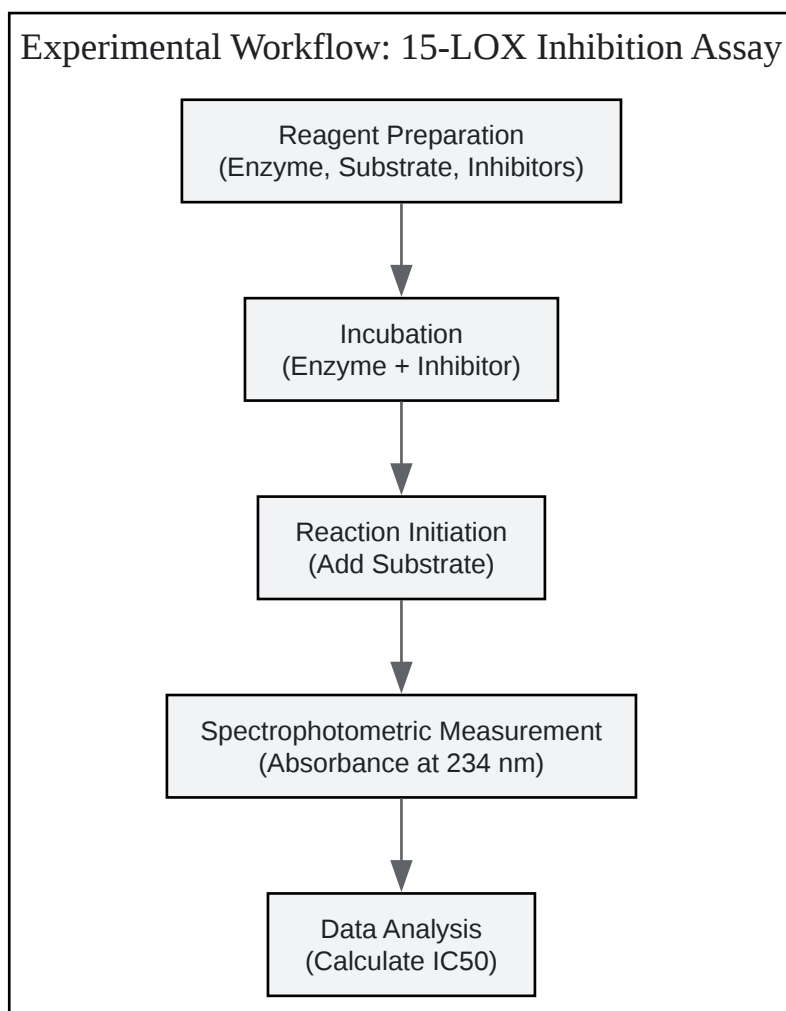 Experimental Workflow: 15-LOX Inhibition Assay
Reagent Preparation
(Enzyme, Substrate, Inhibitors)
Incubation
(Enzyme + Inhibitor)
Reaction Initiation
(Add Substrate)
Spectrophotometric Measurement
(Absorbance at 234 nm)
Data Analysis
(Calculate IC50)